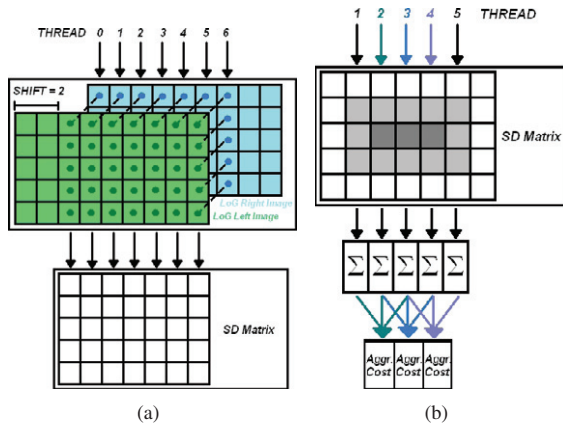 THREAD 0 1 2 3 4 5 6
SHIFT = 2
LoG Right Image
LoG Left Image
SD Matrix
(a)
1 2 3 4 5 THREAD
SD Matrix
Σ Σ Σ Σ Σ
Aggr. Aggr. Aggr.
Cost Cost Cost
(b)